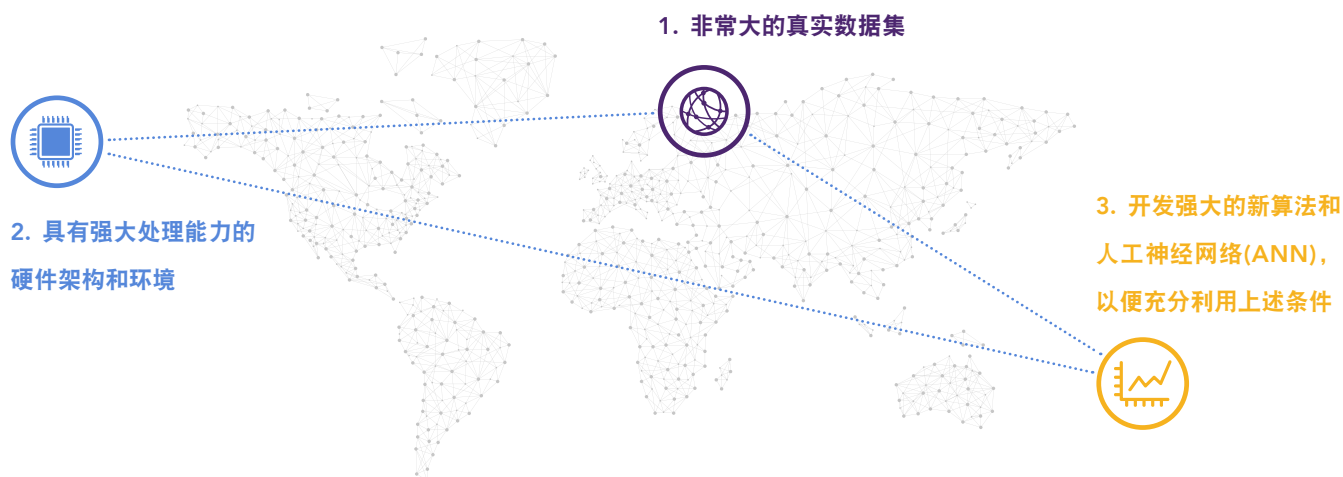 1. 非常大的真实数据集
2. 具有强大处理能力的
硬件架构和环境
3. 开发强大的新算法和
人工神经网络(ANN),
以便充分利用上述条件